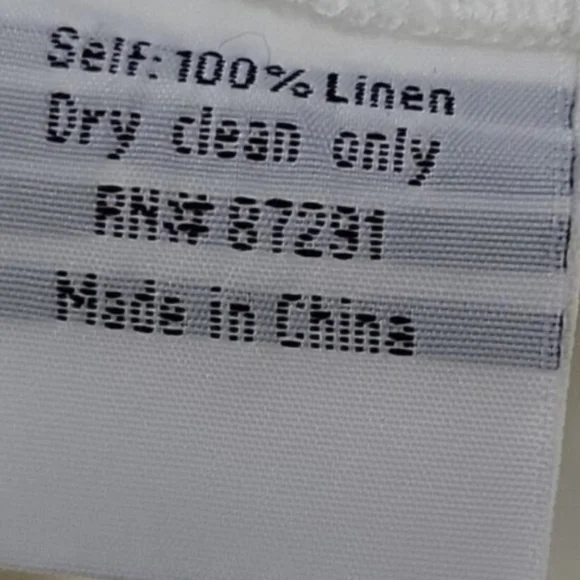 Self: 100% Linen
Dry clean only
RN# 87291
Made in China